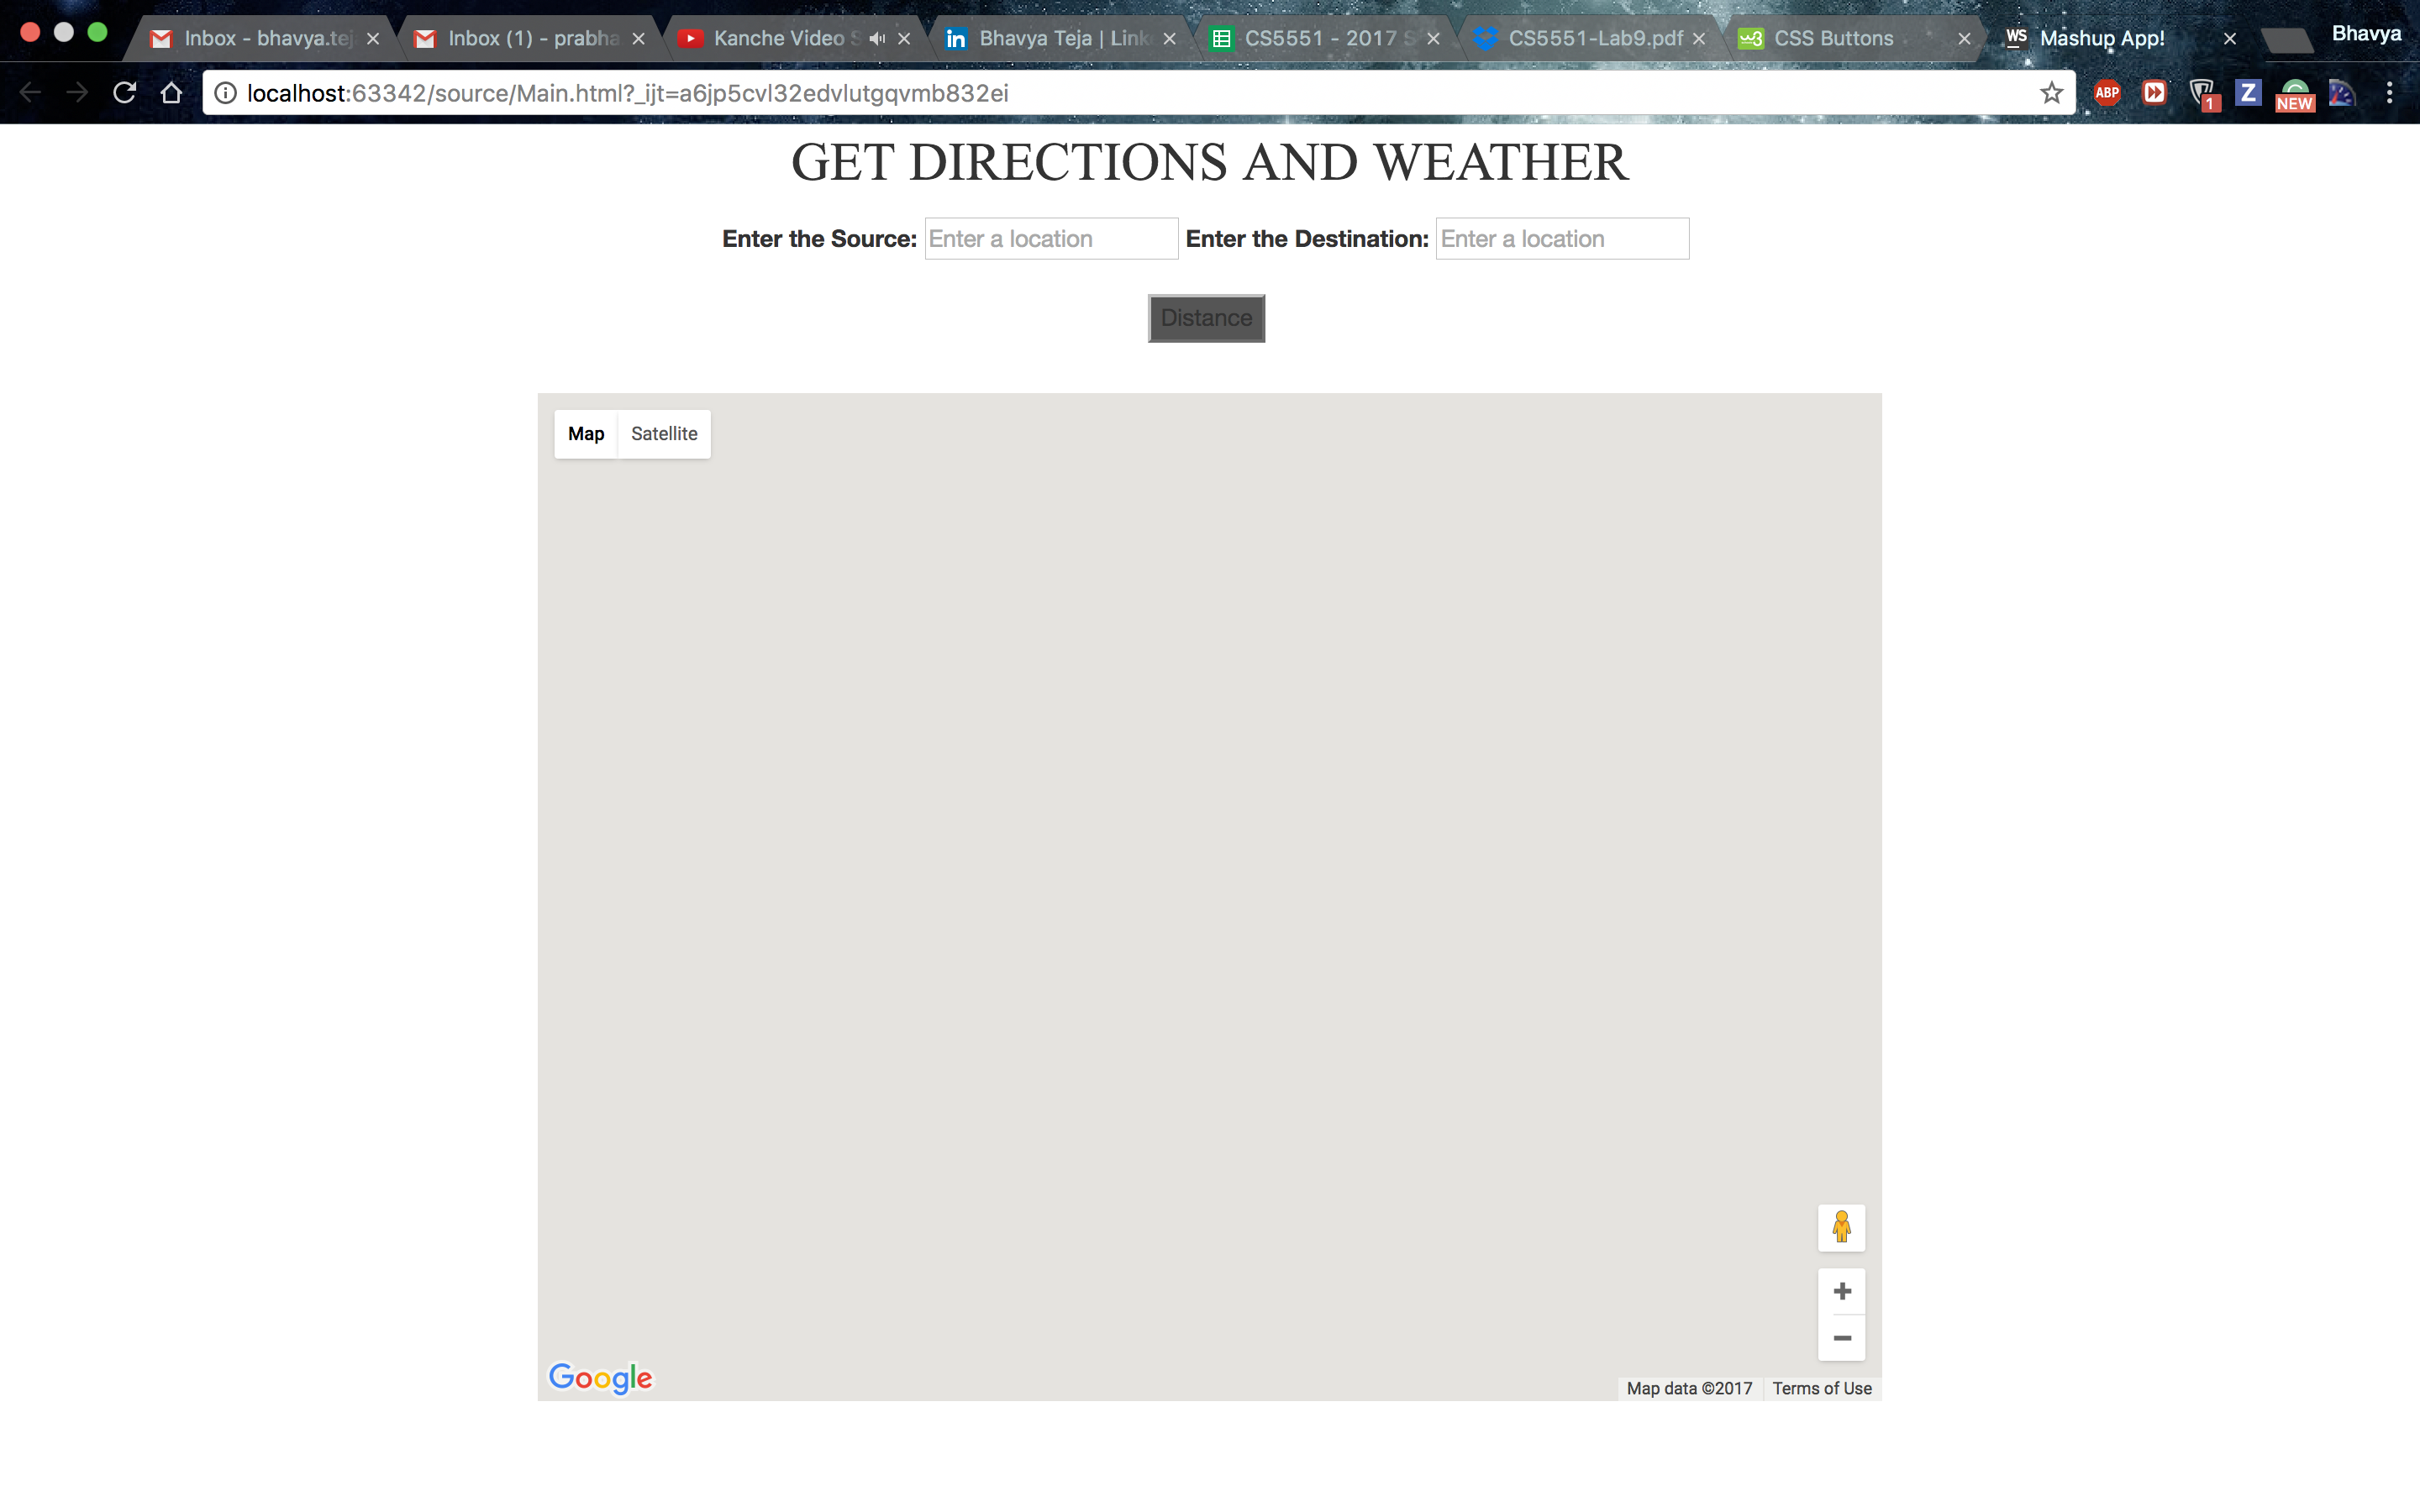 Inbox - bhavya.tej
Inbox (1) - prabha
Kanche Video S
in Bhavya Teja | Link
CS5551 - 2017 S
CS5551-Lab9.pdf
w3 CSS Buttons
WS Mashup App!
Bhavya
localhost:63342/source/Main.html?_ijt=a6jp5cvl32edvlutgqvmb832ei
ABP
1
Z
NEW
GET DIRECTIONS AND WEATHER
Enter the Source: Enter a location Enter the Destination: Enter a location
Distance
Map Satellite
Google
Map data ©2017 Terms of Use